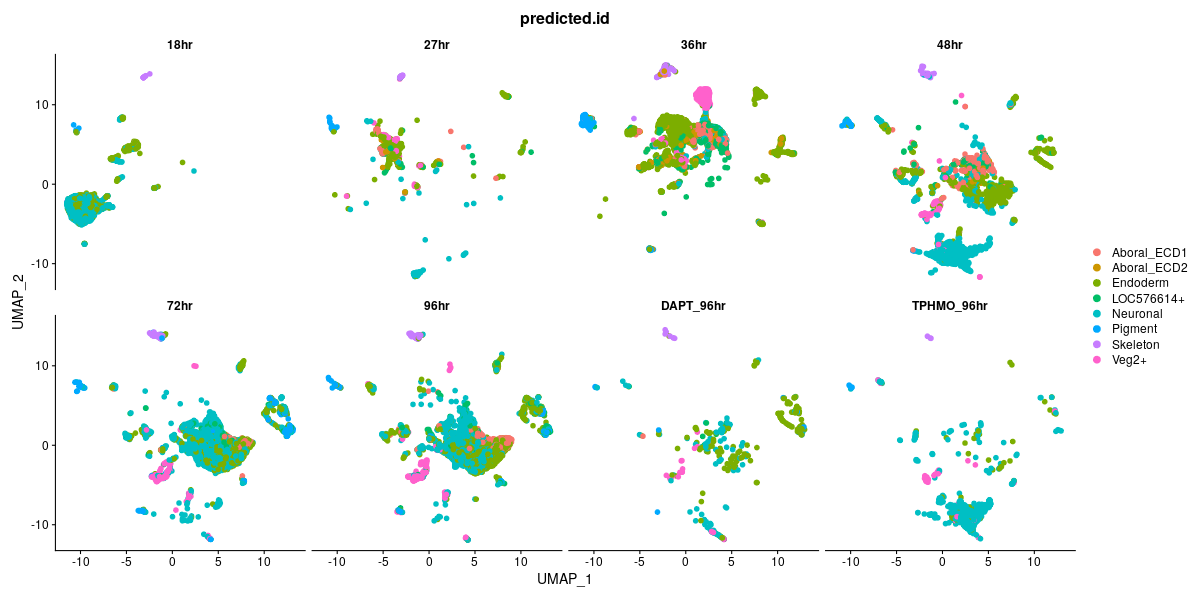 predicted.id
18hr 27hr 36hr 48hr
10
0
-10
72hr 96hr DAPT_96hr TPHMO_96hr
10
0
-10
-10 -5 0 5 10 -10 -5 0 5 10 -10 -5 0 5 10 -10 -5 0 5 10
UMAP_1
UMAP_2
Aboral_ECD1
Aboral_ECD2
Endoderm
LOC576614+
Neuronal
Pigment
Skeleton
Veg2+